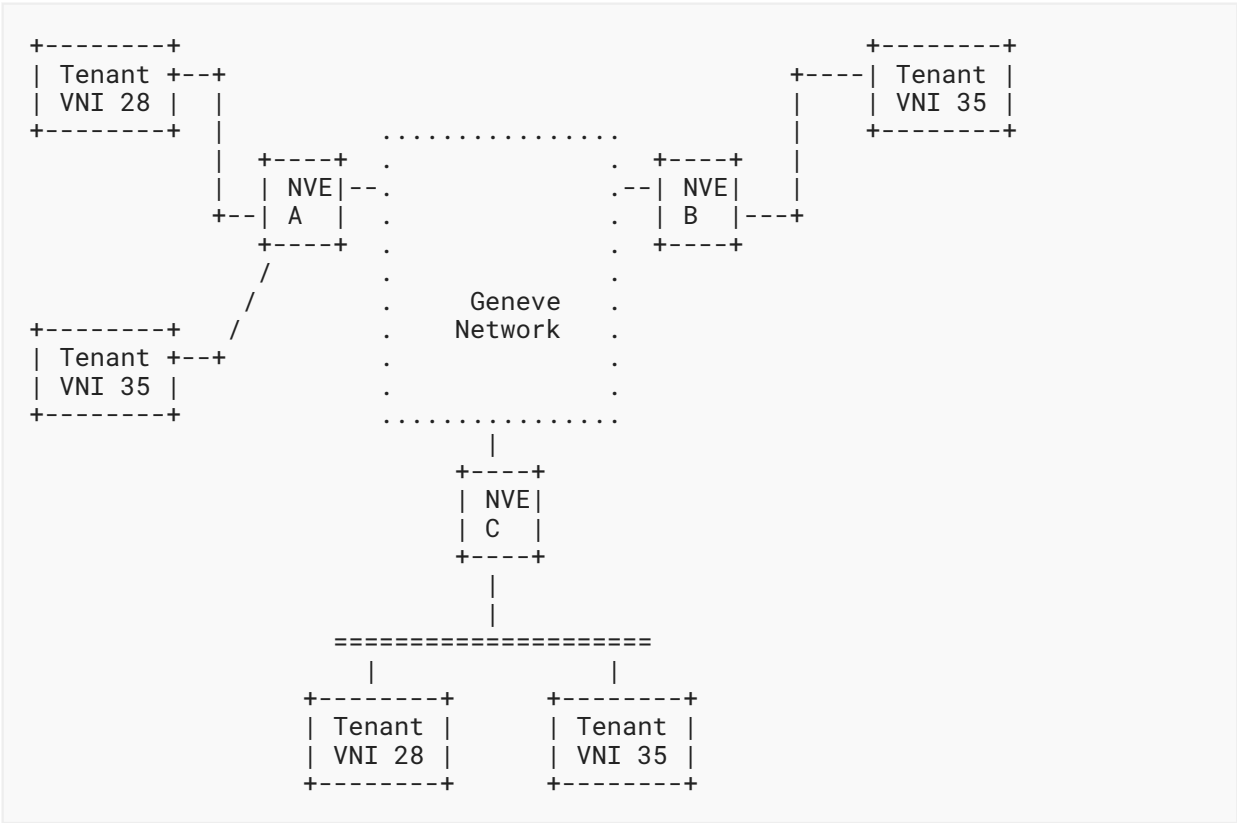 Tenant
VNI 28
Tenant
VNI 35
NVE
A
NVE
B
Geneve
Network
Tenant
VNI 35
NVE
C
Tenant
VNI 28
Tenant
VNI 35